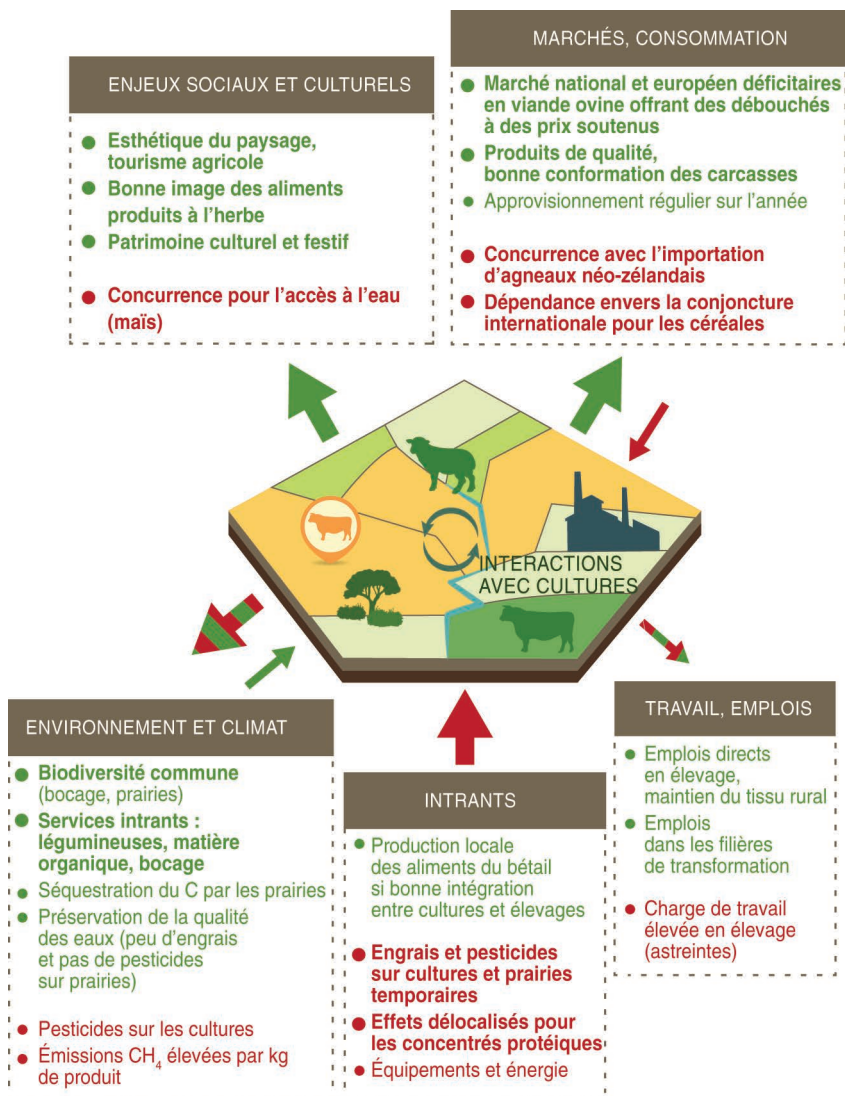 ENJEUX SOCIAUX ET CULTURELS
● Esthétique du paysage,
tourisme agricole
● Bonne image des aliments
produits à l'herbe
● Patrimoine culturel et festif
● Concurrence pour l'accès à l'eau
(maïs)
MARCHÉS, CONSOMMATION
● Marché national et européen déficitaires
en viande ovine offrant des débouchés
à des prix soutenus
● Produits de qualité,
bonne conformation des carcasses
● Approvisionnement régulier sur l'année
● Concurrence avec l'importation
d'agneaux néo-zélandais
● Dépendance envers la conjoncture
internationale pour les céréales
INTERACTIONS
AVEC CULTURES
ENVIRONNEMENT ET CLIMAT
● Biodiversité commune
(bocage, prairies)
● Services intrants :
légumineuses, matière
organique, bocage
● Séquestration du C par les prairies
● Préservation de la qualité
des eaux (peu d'engrais
et pas de pesticides
sur prairies)
● Pesticides sur les cultures
● Émissions CH4 élevées par kg
de produit
INTRANTS
● Production locale
des aliments du bétail
si bonne intégration
entre cultures et élevages
● Engrais et pesticides
sur cultures et prairies
temporaires
● Effets délocalisés pour
les concentrés protéiques
● Équipements et énergie
TRAVAIL, EMPLOIS
● Emplois directs
en élevage,
maintien du tissu rural
● Emplois
dans les filières
de transformation
● Charge de travail
élevée en élevage
(astreintes)